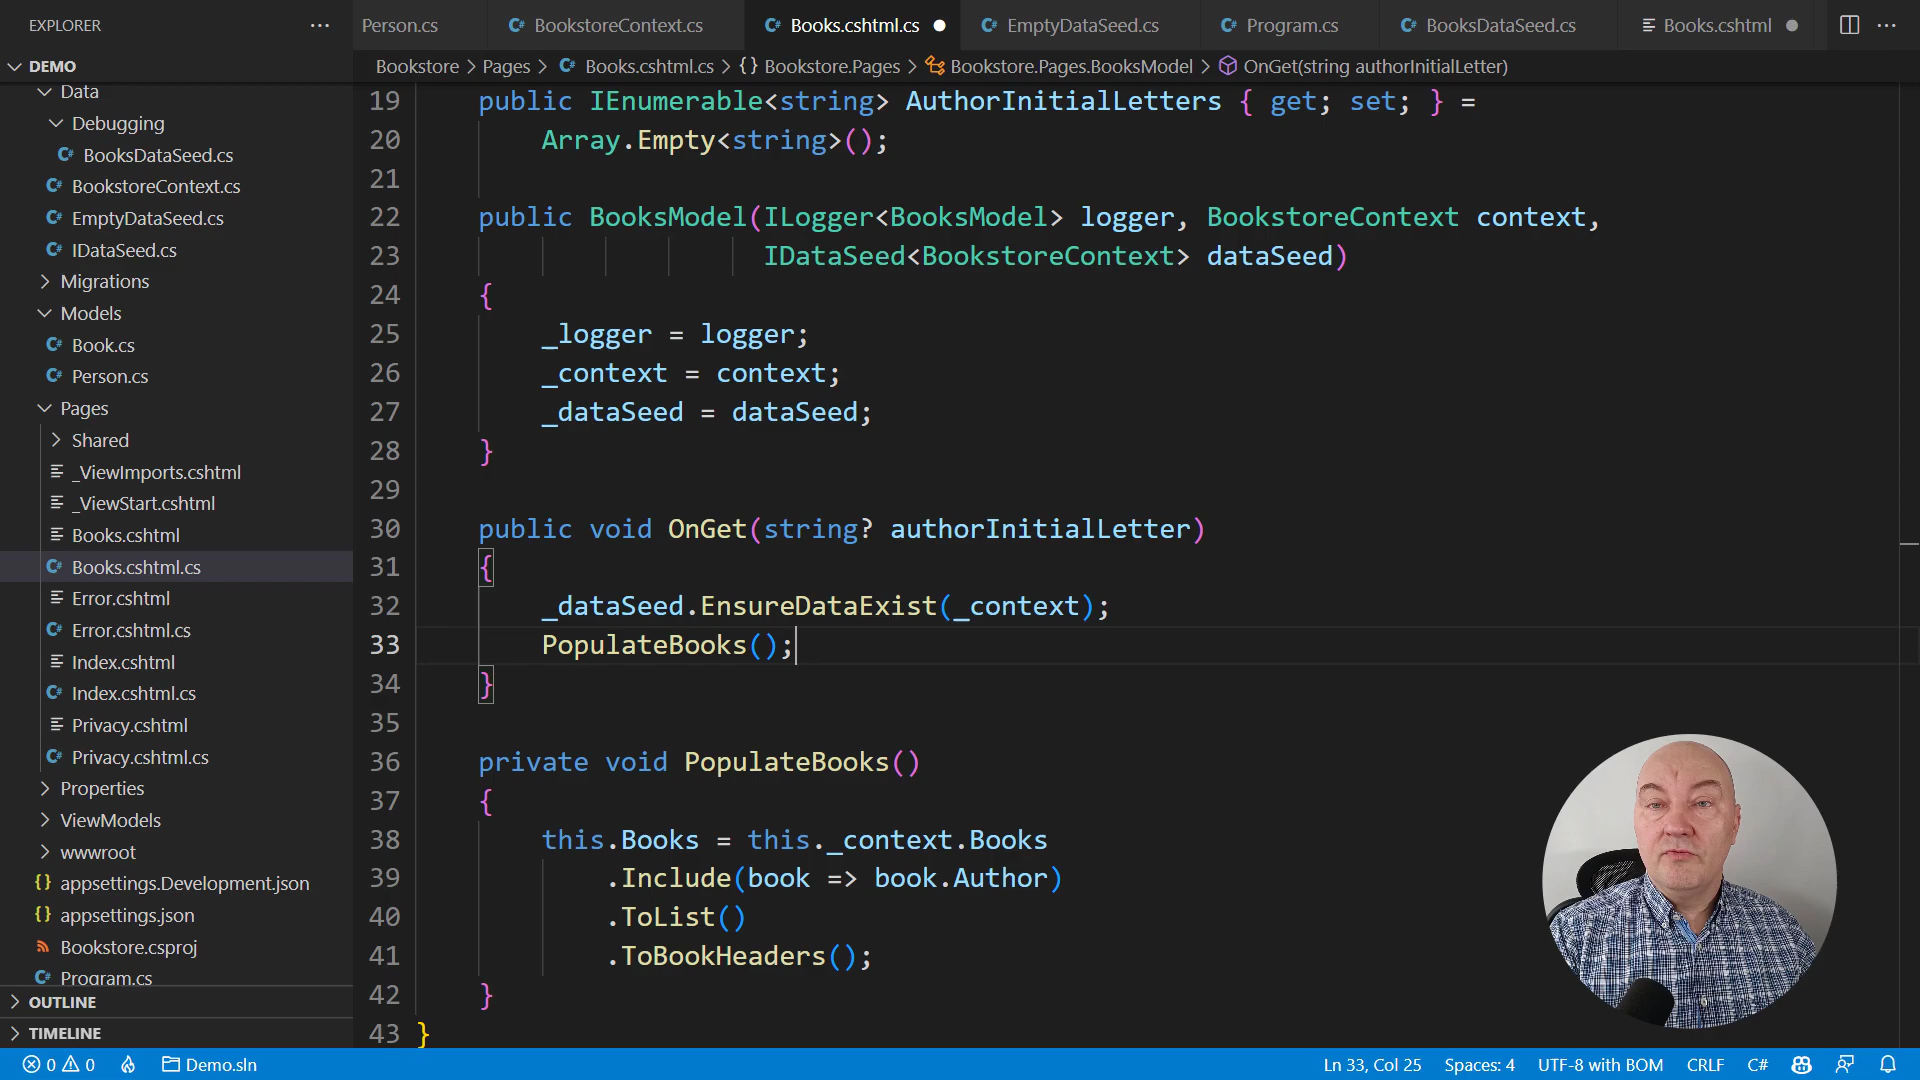 EXPLORER
Person.cs
BookstoreContext.cs
Books.cshtml.cs
EmptyDataSeed.cs
Program.cs
BooksDataSeed.cs
Books.cshtml
DEMO
Bookstore > Pages > Books.cshtml.cs > {} Bookstore.Pages > Bookstore.Pages.BooksModel > OnGet(string authorInitialLetter)
Data
Debugging
BooksDataSeed.cs
BookstoreContext.cs
EmptyDataSeed.cs
IDataSeed.cs
Migrations
Models
Book.cs
Person.cs
Pages
Shared
_ViewImports.cshtml
_ViewStart.cshtml
Books.cshtml
Books.cshtml.cs
Error.cshtml
Error.cshtml.cs
Index.cshtml
Index.cshtml.cs
Privacy.cshtml
Privacy.cshtml.cs
Properties
ViewModels
wwwroot
appsettings.Development.json
appsettings.json
Bookstore.csproj
Program.cs
OUTLINE
TIMELINE
19 public IEnumerable<string> AuthorInitialLetters { get; set; } =
20 Array.Empty<string>();
21
22 public BooksModel(ILogger<BooksModel> logger, BookstoreContext context,
23 IDataSeed<BookstoreContext> dataSeed)
24 {
25 _logger = logger;
26 _context = context;
27 _dataSeed = dataSeed;
28 }
29
30 public void OnGet(string? authorInitialLetter)
31 {
32 _dataSeed.EnsureDataExist(_context);
33 PopulateBooks();
34 }
35
36 private void PopulateBooks()
37 {
38 this.Books = this._context.Books
39 .Include(book => book.Author)
40 .ToList()
41 .ToBookHeaders();
42 }
43 }
0 0 Demo.sln
Ln 33, Col 25 Spaces: 4 UTF-8 with BOM CRLF C#